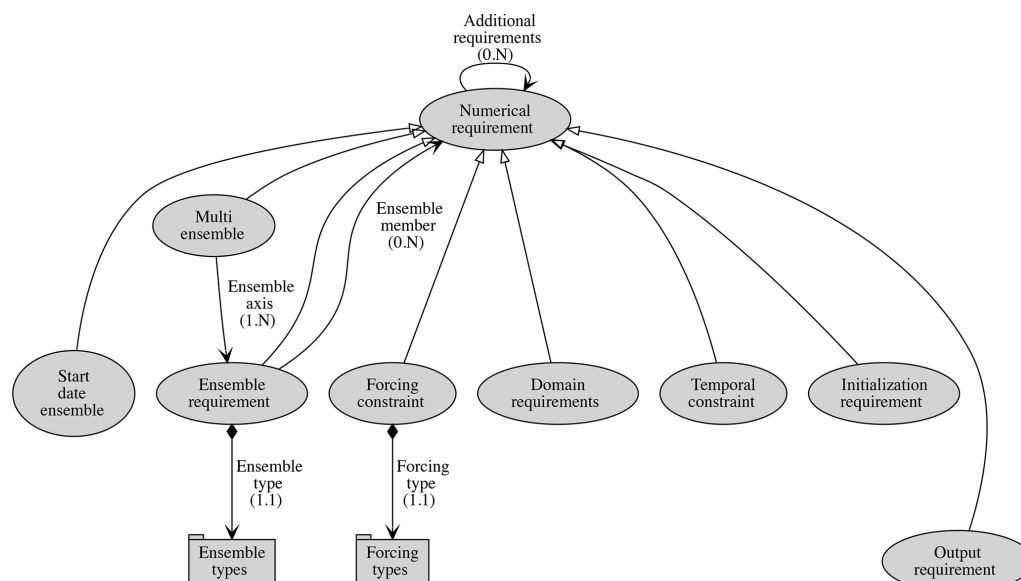 Additional
requirements
(0.N)
Numerical
requirement
Multi
ensemble
Ensemble
member
(0.N)
Ensemble
axis
(1.N)
Start
date
ensemble
Ensemble
requirement
Forcing
constraint
Domain
requirements
Temporal
constraint
Initialization
requirement
Ensemble
type
(1.1)
Forcing
type
(1.1)
Ensemble
types
Forcing
types
Output
requirement